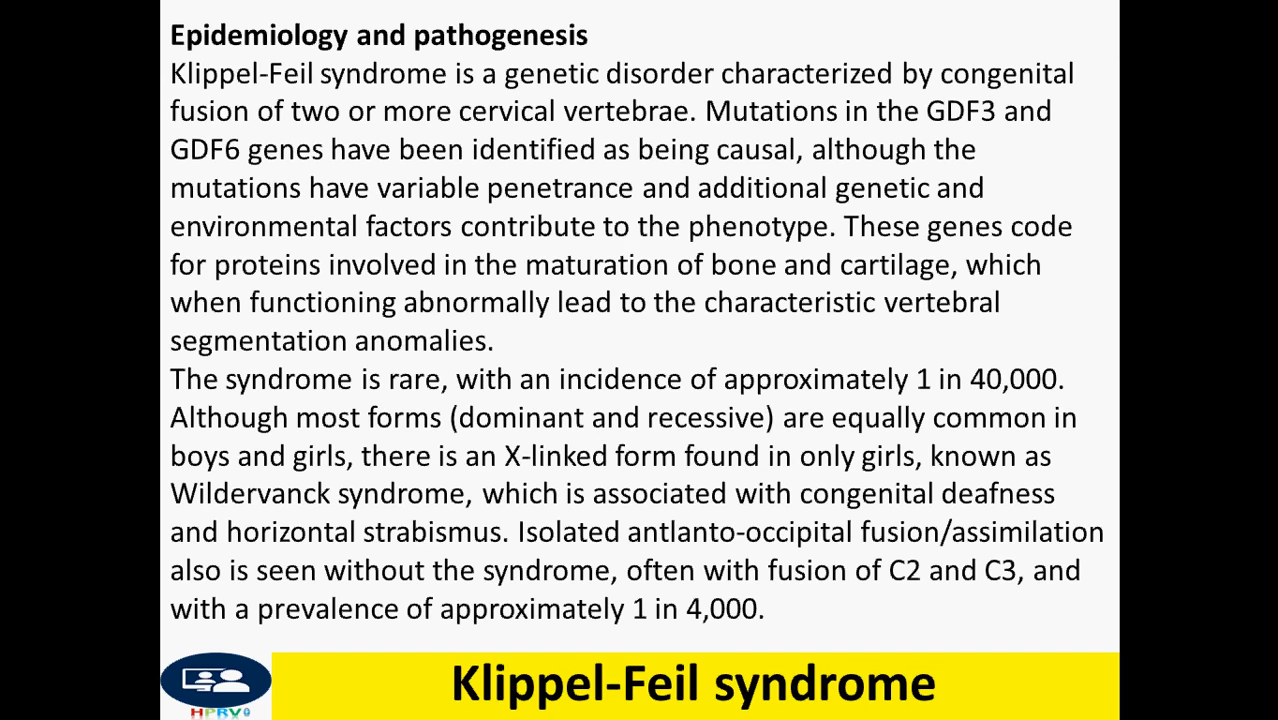 Epidemiology and pathogenesis
Klippel-Feil syndrome is a genetic disorder characterized by congenital
fusion of two or more cervical vertebrae. Mutations in the GDF3 and
GDF6 genes have been identified as being causal, although the
mutations have variable penetrance and additional genetic and
environmental factors contribute to the phenotype. These genes code
for proteins involved in the maturation of bone and cartilage, which
when functioning abnormally lead to the characteristic vertebral
segmentation anomalies.
The syndrome is rare, with an incidence of approximately 1 in 40,000.
Although most forms (dominant and recessive) are equally common in
boys and girls, there is an X-linked form found in only girls, known as
Wildervanck syndrome, which is associated with congenital deafness
and horizontal strabismus. Isolated antlanto-occipital fusion/assimilation
also is seen without the syndrome, often with fusion of C2 and C3, and
with a prevalence of approximately 1 in 4,000.
Klippel-Feil syndrome